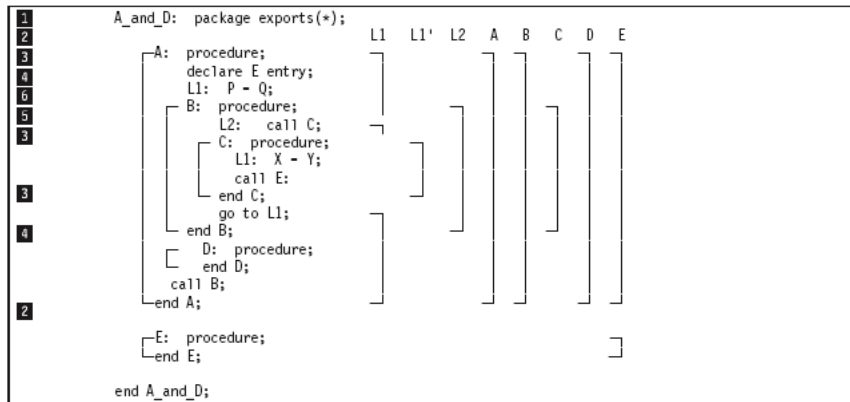 1 A_and_D: package exports(*);
2 L1 L1' L2 A B C D E
3 A: procedure;
4 declare E entry;
6 L1: P - Q;
5 B: procedure;
L2: call C;
3 C: procedure;
L1: X - Y;
call E:
3 end C;
go to L1;
4 end B;
D: procedure;
end D;
call B;
2 end A;
E: procedure;
end E;
end A_and_D;